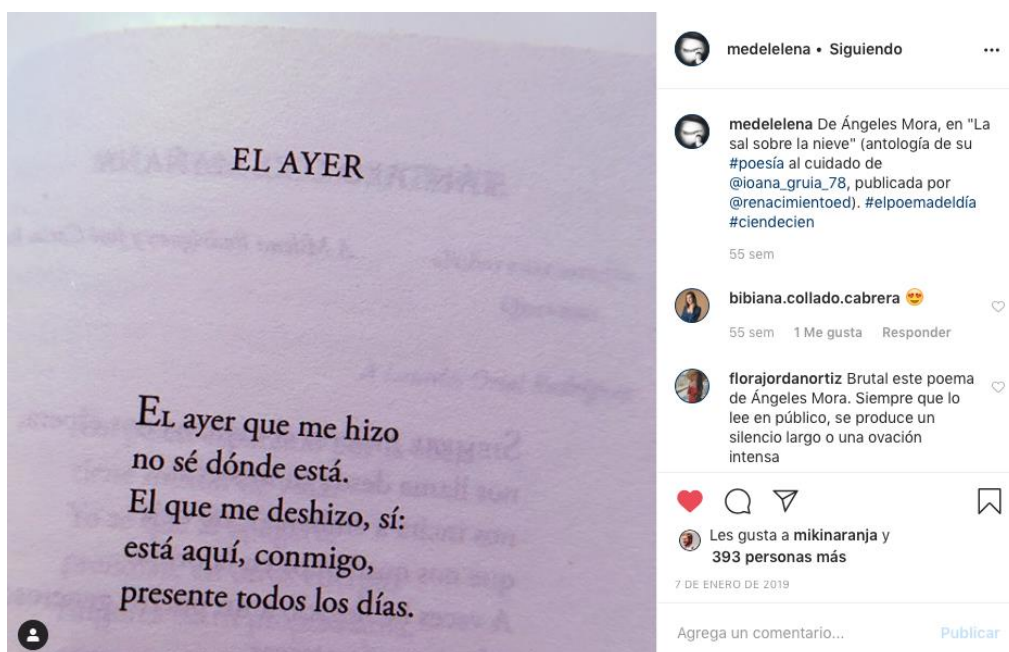 EL AYER
EL ayer que me hizo
no sé dónde está.
El que me deshizo, sí:
está aquí, conmigo,
presente todos los días.
medelelena • Siguiendo
medelelena De Ángeles Mora, en "La
sal sobre la nieve" (antología de su
#poesía al cuidado de
@ioana_gruia_78, publicada por
@renacimientoed). #elpoemadeldía
#ciendecien
55 sem
bibiana.collado.cabrera 😍
55 sem 1 Me gusta Responder
florajordanortiz Brutal este poema
de Ángeles Mora. Siempre que lo
lee en público, se produce un
silencio largo o una ovación
intensa
Les gusta a mikinaranja y
393 personas más
7 DE ENERO DE 2019
Agrega un comentario... Publicar